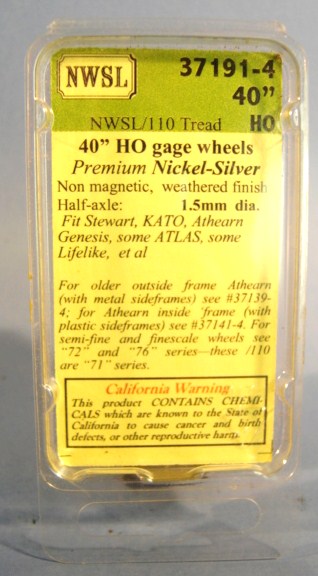 NWSL
37191-4
40”
NWSL/110 Tread HO
40” HO gage wheels
Premium Nickel-Silver
Non magnetic, weathered finish
Half-axle: 1.5mm dia.
Fit Stewart, KATO, Athearn
Genesis, some ATLAS, some
Lifelike, et al
For older outside frame Athearn
(with metal sideframes) see #37139-
4; for Athearn inside frame (with
plastic sideframes) see #37141-4. For
semi-fine and finescale wheels see
“72” and “76” series—these /110
are “71” series.
California Warning
This product CONTAINS CHEMI-
CALS which are known to the State of
California to cause cancer and birth
defects, or other reproductive harm.